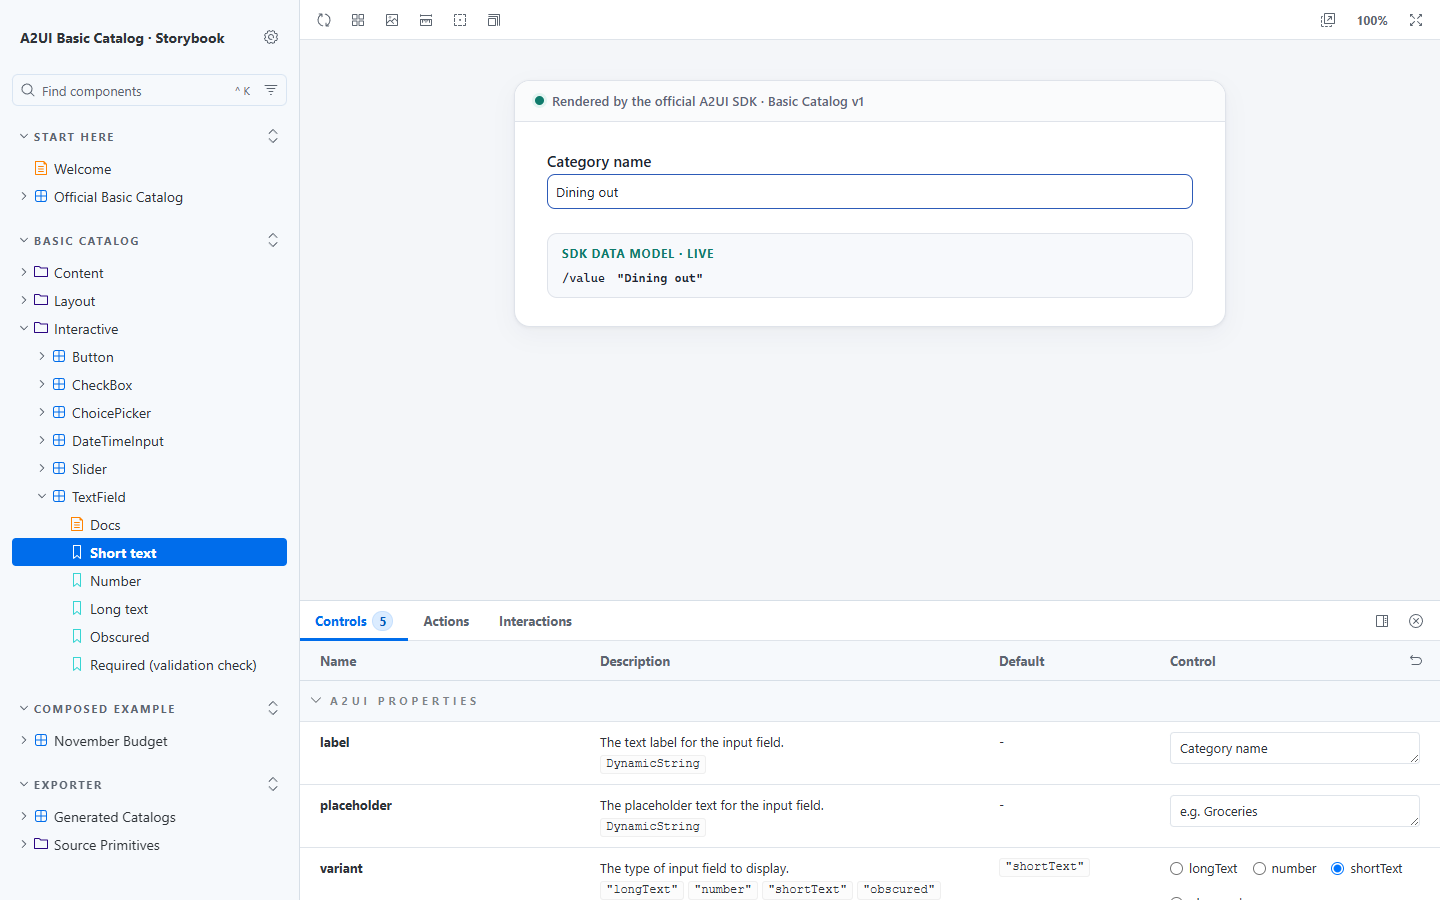 A2UI Basic Catalog · Storybook
Find components
^ K
START HERE
Welcome
Official Basic Catalog
BASIC CATALOG
Content
Layout
Interactive
Button
CheckBox
ChoicePicker
DateTimeInput
Slider
TextField
Docs
Short text
Number
Long text
Obscured
Required (validation check)
COMPOSED EXAMPLE
November Budget
EXPORTER
Generated Catalogs
Source Primitives
100%
Rendered by the official A2UI SDK · Basic Catalog v1
Category name
Dining out
SDK DATA MODEL · LIVE
/value "Dining out"
Controls 5 Actions Interactions
Name Description Default Control
A2UI PROPERTIES
label The text label for the input field. - Category name
DynamicString
placeholder The placeholder text for the input field. - e.g. Groceries
DynamicString
variant The type of input field to display. "shortText" longText number shortText
"longText" "number" "shortText" "obscured"